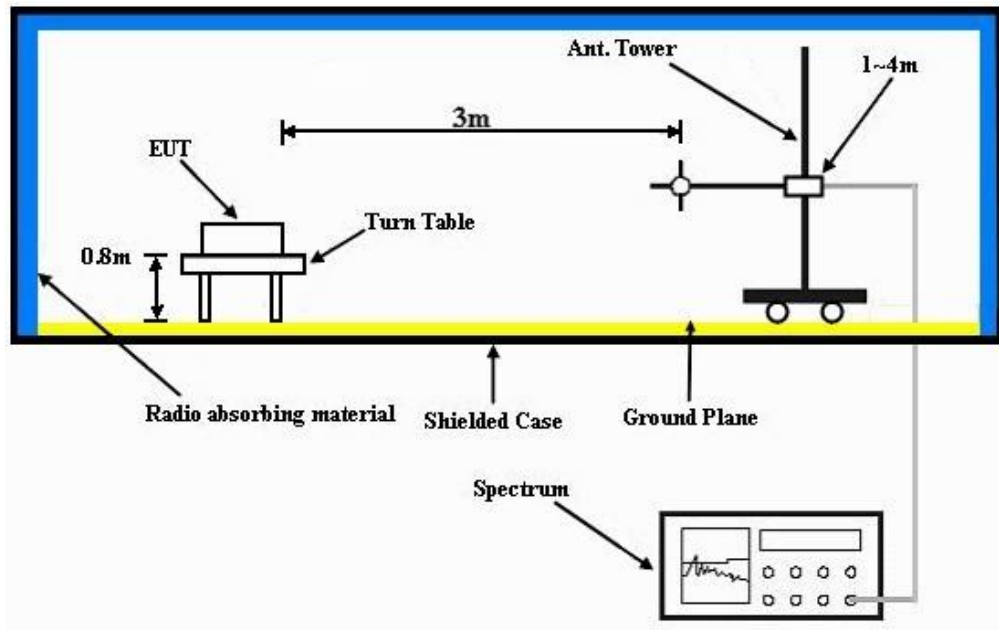 Ant. Tower
1~4m
3m
EUT
Turn Table
0.8m
Radio absorbing material
Shielded Case
Ground Plane
Spectrum